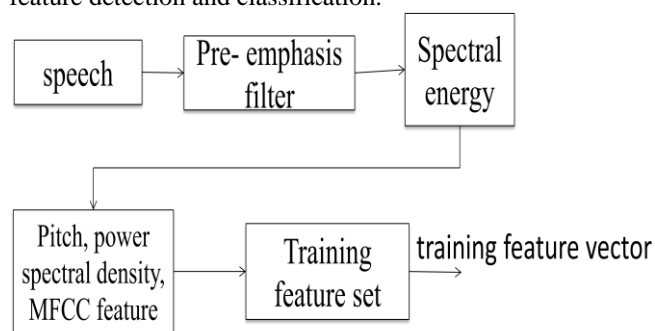 feature detection and classification.
speech
Pre- emphasis
filter
Spectral
energy
Pitch, power
spectral density,
MFCC feature
Training
feature set
training feature vector